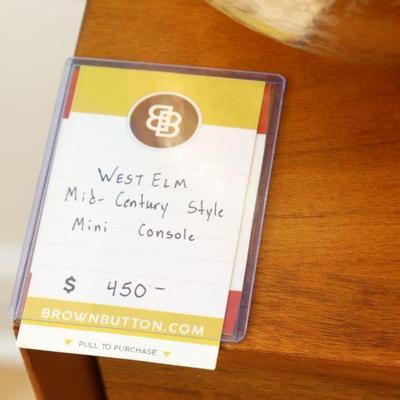 BB
WEST ELM
Mid-Century Style
Mini Console
$ 450-
BROWNBUTTON.COM
PULL TO PURCHASE